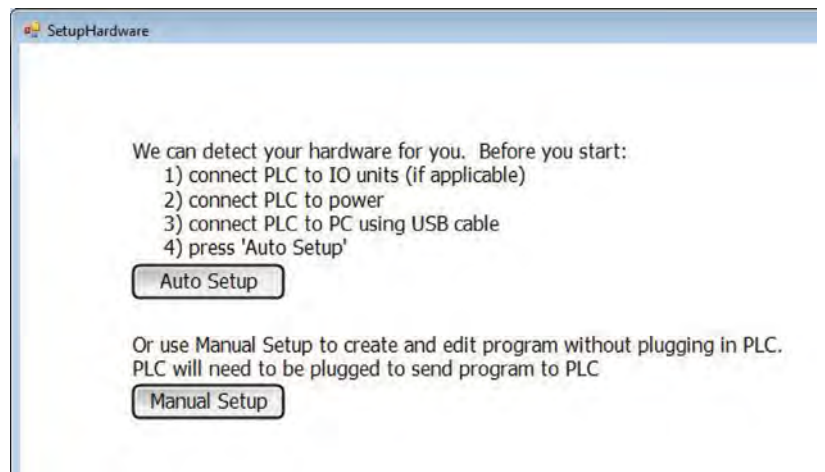 SetupHardware
We can detect your hardware for you.  Before you start:
1) connect PLC to IO units (if applicable)
2) connect PLC to power
3) connect PLC to PC using USB cable
4) press 'Auto Setup'
Auto Setup
Or use Manual Setup to create and edit program without plugging in PLC.
PLC will need to be plugged to send program to PLC
Manual Setup